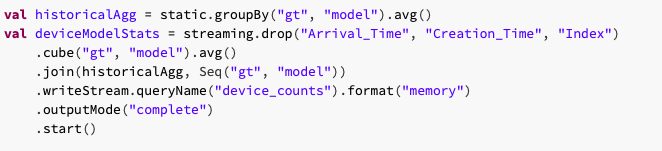 val historicalAgg = static.groupBy("gt", "model").avg()
val deviceModelStats = streaming.drop("Arrival_Time", "Creation_Time", "Index")
.cube("gt", "model").avg()
.join(historicalAgg, Seq("gt", "model"))
.writeStream.queryName("device_counts").format("memory")
.outputMode("complete")
.start()